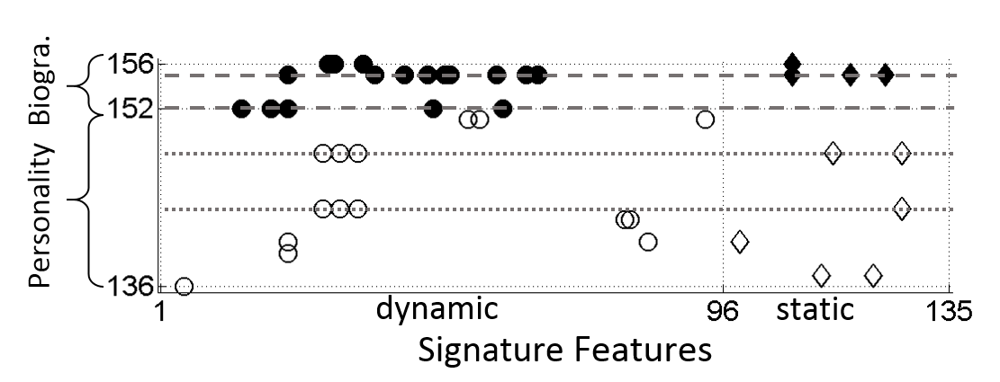 Biogra.
Personality
156
152
136
1
dynamic
96
static
135
Signature Features